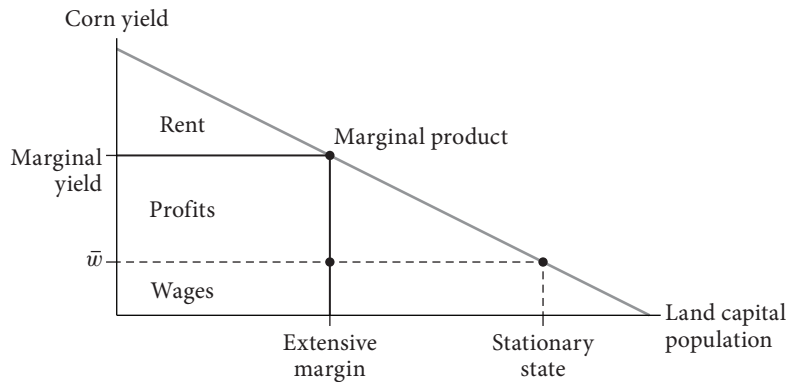 Corn yield
Rent
Marginal product
Marginal
yield
Profits
w̄
Wages
Land capital
population
Extensive
margin
Stationary
state